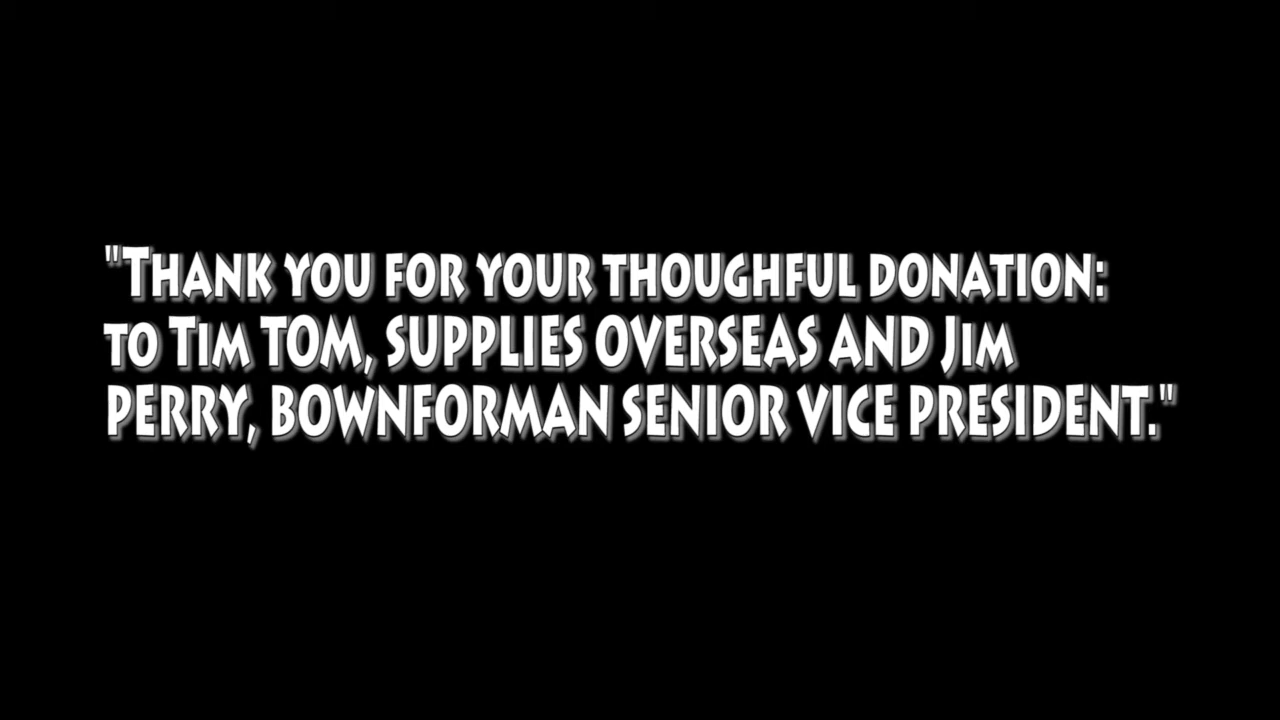 "Thank you for your thoughful donation:
to Tim TOM, SUPPLIES OVERSEAS AND Jim
PERRY, BOWNFORMAN SENIOR VICE PRESIDENT."